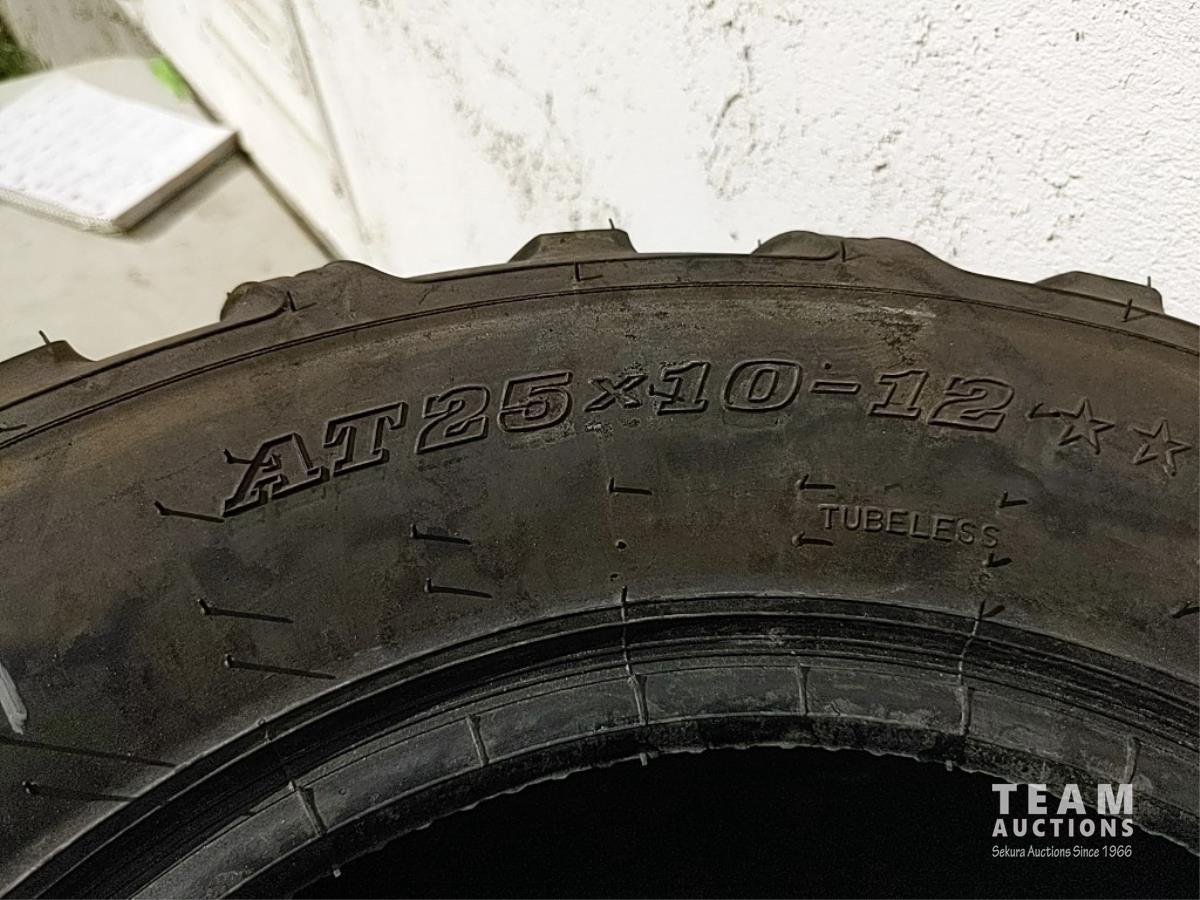 AT25x10-12 ☆☆
TUBELESS
TEAM
AUCTIONS
Sekura Auctions Since 1966